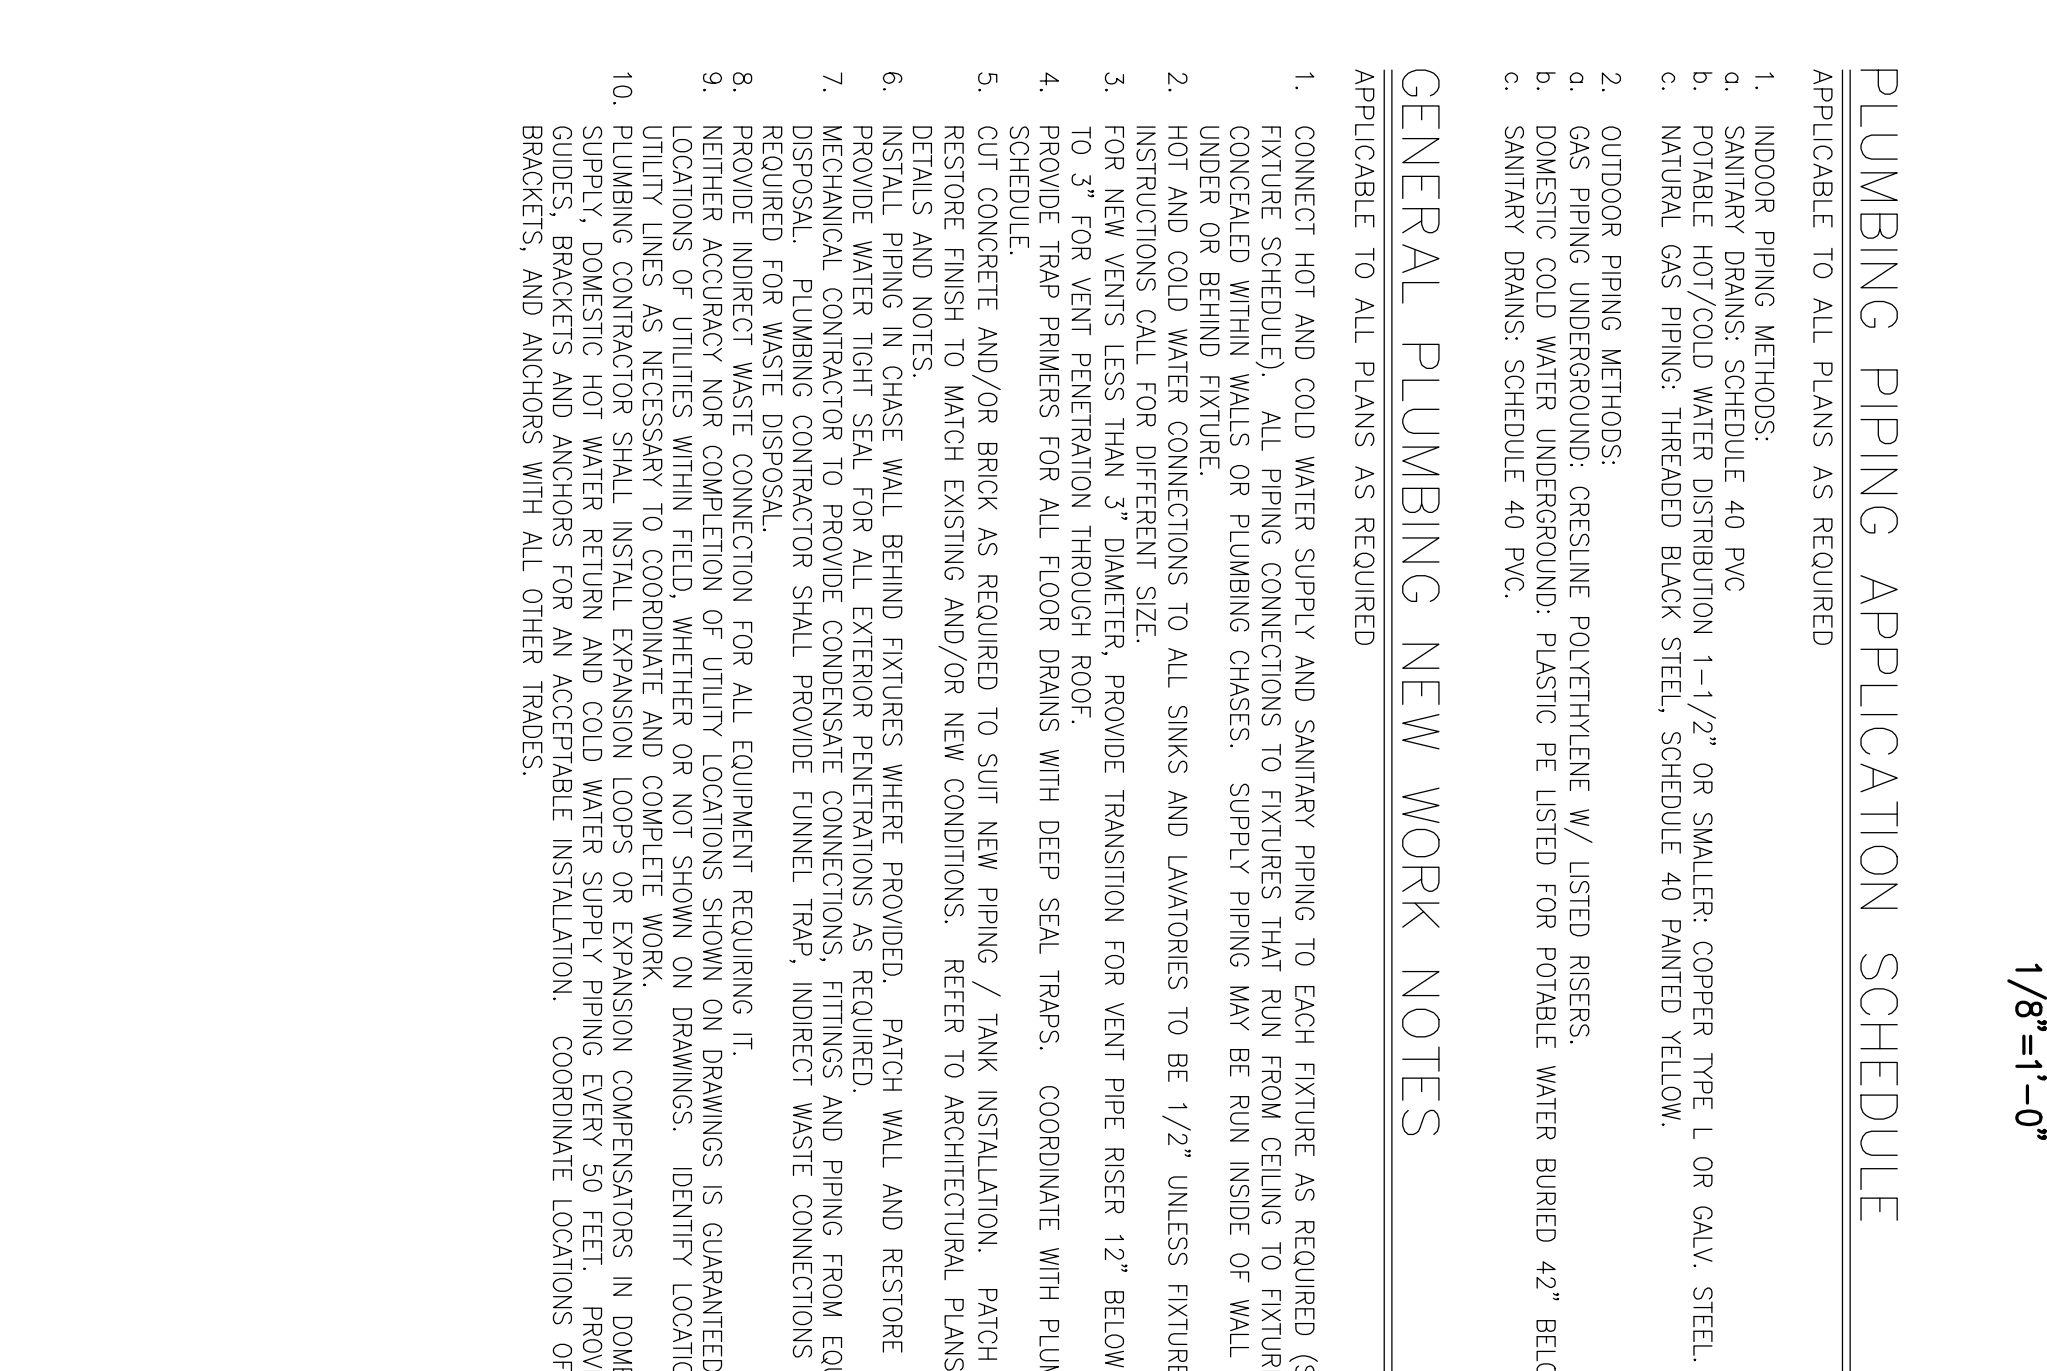 1/8"=1'-0"
PLUMBING PIPING APPLICATION SCHEDULE
APPLICABLE TO ALL PLANS AS REQUIRED
1. INDOOR PIPING METHODS:
a. SANITARY DRAINS: SCHEDULE 40 PVC
b. POTABLE HOT/COLD WATER DISTRIBUTION 1-1/2" OR SMALLER: COPPER TYPE L OR GALV. STEEL.
c. NATURAL GAS PIPING: THREADED BLACK STEEL, SCHEDULE 40 PAINTED YELLOW.
2. OUTDOOR PIPING METHODS:
a. GAS PIPING UNDERGROUND: CRESLINE POLYETHYLENE W/ LISTED RISERS.
b. DOMESTIC COLD WATER UNDERGROUND: PLASTIC PE LISTED FOR POTABLE WATER BURIED 42"
c. SANITARY DRAINS: SCHEDULE 40 PVC.
GENERAL PLUMBING NEW WORK NOTES
APPLICABLE TO ALL PLANS AS REQUIRED
1. CONNECT HOT AND COLD WATER SUPPLY AND SANITARY PIPING TO EACH FIXTURE AS REQUIRED
FIXTURE SCHEDULE). ALL PIPING CONNECTIONS TO FIXTURES THAT RUN FROM CEILING TO
CONCEALED WITHIN WALLS OR PLUMBING CHASES. SUPPLY PIPING MAY BE RUN INSIDE OF WALL
UNDER OR BEHIND FIXTURE.
2. HOT AND COLD WATER CONNECTIONS TO ALL SINKS AND LAVATORIES TO BE 1/2" UNLESS FIXTURE
INSTRUCTIONS CALL FOR DIFFERENT SIZE.
3. FOR NEW VENTS LESS THAN 3" DIAMETER, PROVIDE TRANSITION FOR VENT PIPE RISER 12" BELOW
TO 3" FOR VENT PENETRATION THROUGH ROOF.
4. PROVIDE TRAP PRIMERS FOR ALL FLOOR DRAINS WITH DEEP SEAL TRAPS. COORDINATE WITH
SCHEDULE.
5. CUT CONCRETE AND/OR BRICK AS REQUIRED TO SUIT NEW PIPING / TANK INSTALLATION. PATCH
RESTORE FINISH TO MATCH EXISTING AND/OR NEW CONDITIONS. REFER TO ARCHITECTURAL PLANS
DETAILS AND NOTES.
6. INSTALL PIPING IN CHASE WALL BEHIND FIXTURES WHERE PROVIDED. PATCH WALL AND RESTORE
PROVIDE WATER TIGHT SEAL FOR ALL EXTERIOR PENETRATIONS AS REQUIRED.
7. MECHANICAL CONTRACTOR TO PROVIDE CONDENSATE CONNECTIONS, FITTINGS AND PIPING FROM
DISPOSAL. PLUMBING CONTRACTOR SHALL PROVIDE FUNNEL TRAP, INDIRECT WASTE CONNECTIONS
REQUIRED FOR WASTE DISPOSAL.
8. PROVIDE INDIRECT WASTE CONNECTION FOR ALL EQUIPMENT REQUIRING IT.
9. NEITHER ACCURACY NOR COMPLETION OF UTILITY LOCATIONS SHOWN ON DRAWINGS IS GUARANTEED
LOCATIONS OF UTILITIES WITHIN FIELD, WHETHER OR NOT SHOWN ON DRAWINGS. IDENTIFY
UTILITY LINES AS NECESSARY TO COORDINATE AND COMPLETE WORK.
10. PLUMBING CONTRACTOR SHALL INSTALL EXPANSION LOOPS OR EXPANSION COMPENSATORS IN
SUPPLY, DOMESTIC HOT WATER RETURN AND COLD WATER SUPPLY PIPING EVERY 50 FEET.
GUIDES, BRACKETS AND ANCHORS FOR AN ACCEPTABLE INSTALLATION. COORDINATE LOCATIONS OF
BRACKETS, AND ANCHORS WITH ALL OTHER TRADES.